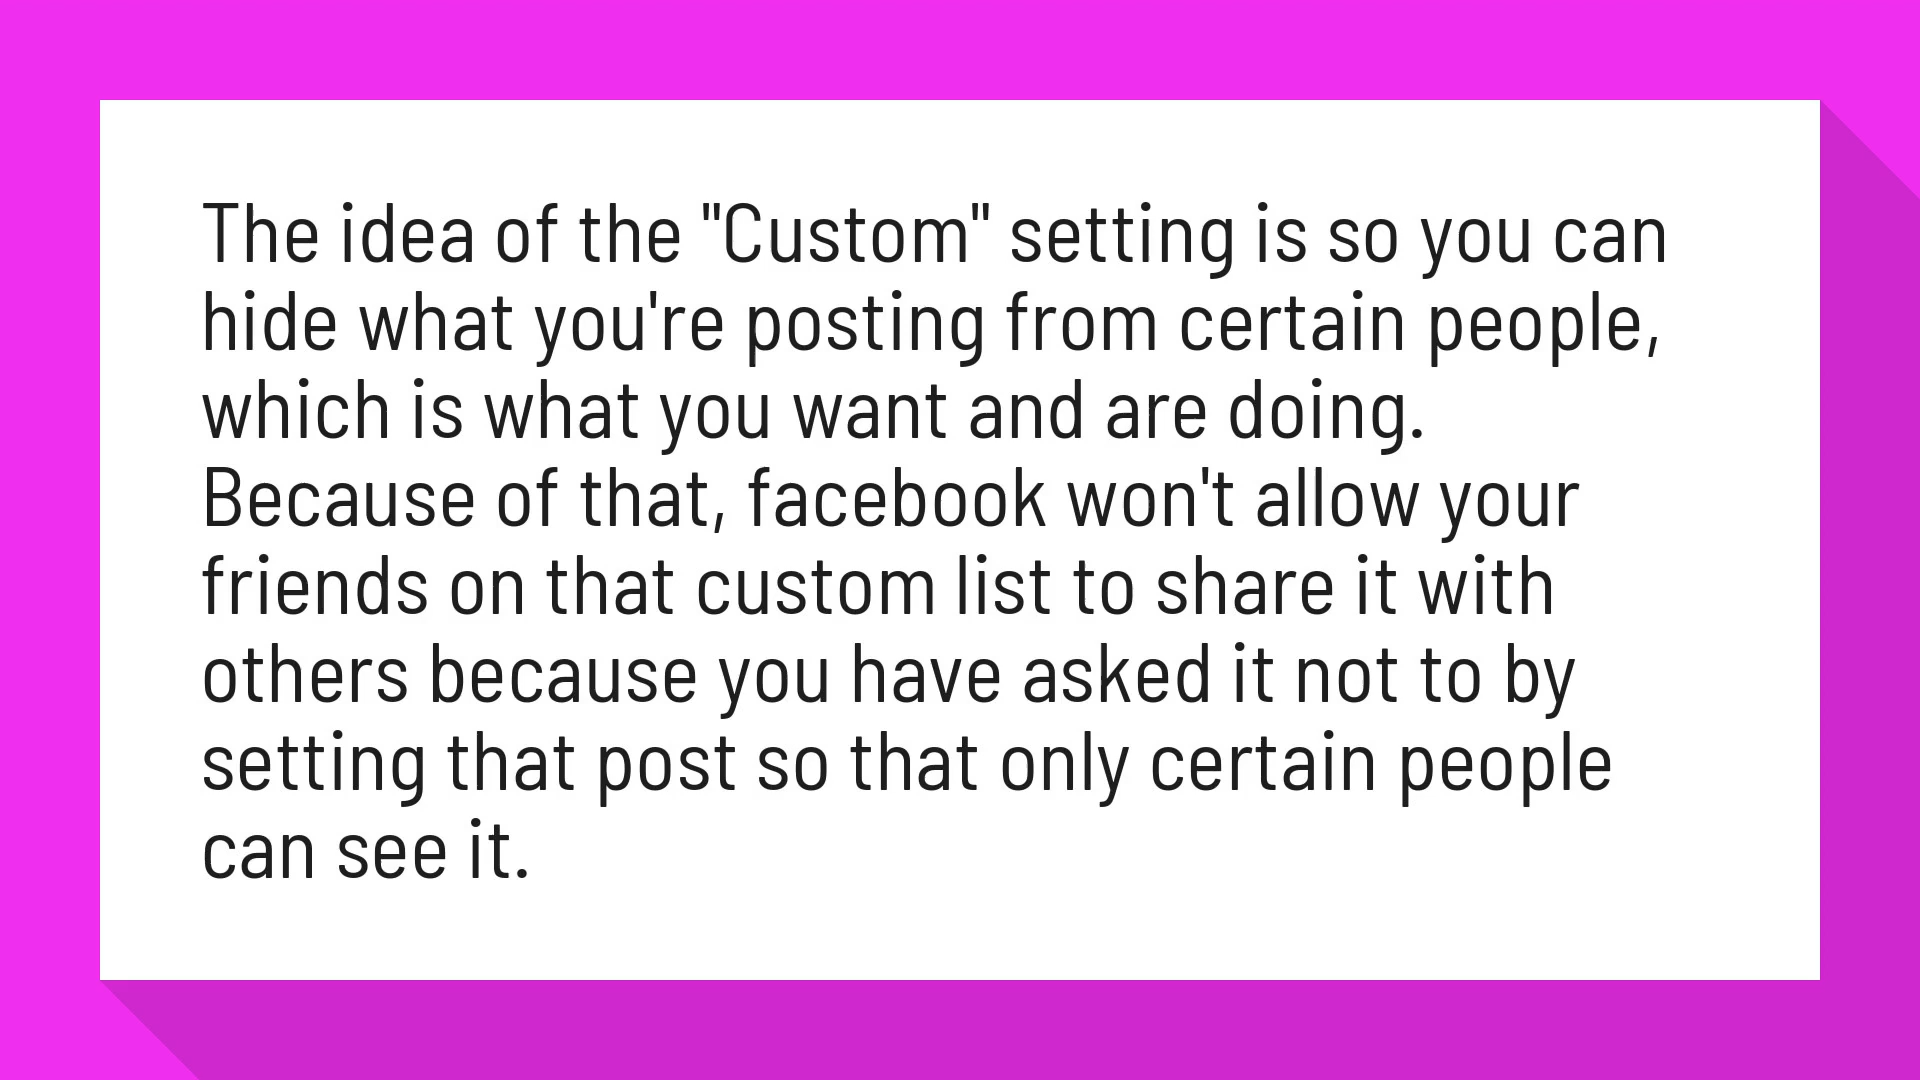 The idea of the "Custom" setting is so you can
hide what you're posting from certain people,
which is what you want and are doing.
Because of that, facebook won't allow your
friends on that custom list to share it with
others because you have asked it not to by
setting that post so that only certain people
can see it.